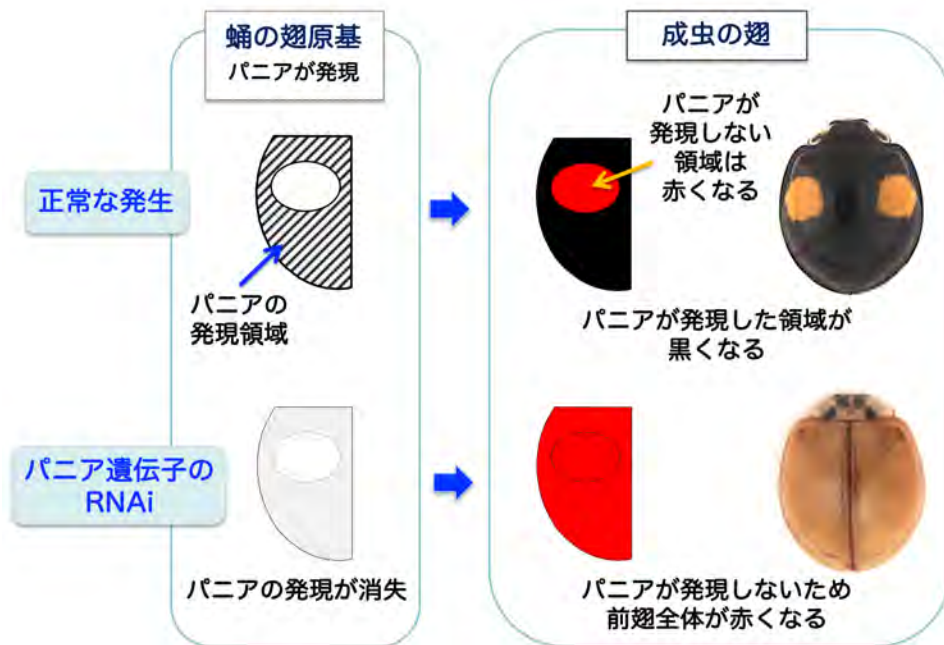 蛹の翅原基
パニアが発現
成虫の翅
正常な発生
パニアの
発現領域
パニアが
発現しない
領域は
赤くなる
パニアが発現した領域が
黒くなる
パニア遺伝子の
RNAi
パニアの発現が消失
パニアが発現しないため
前翅全体が赤くなる